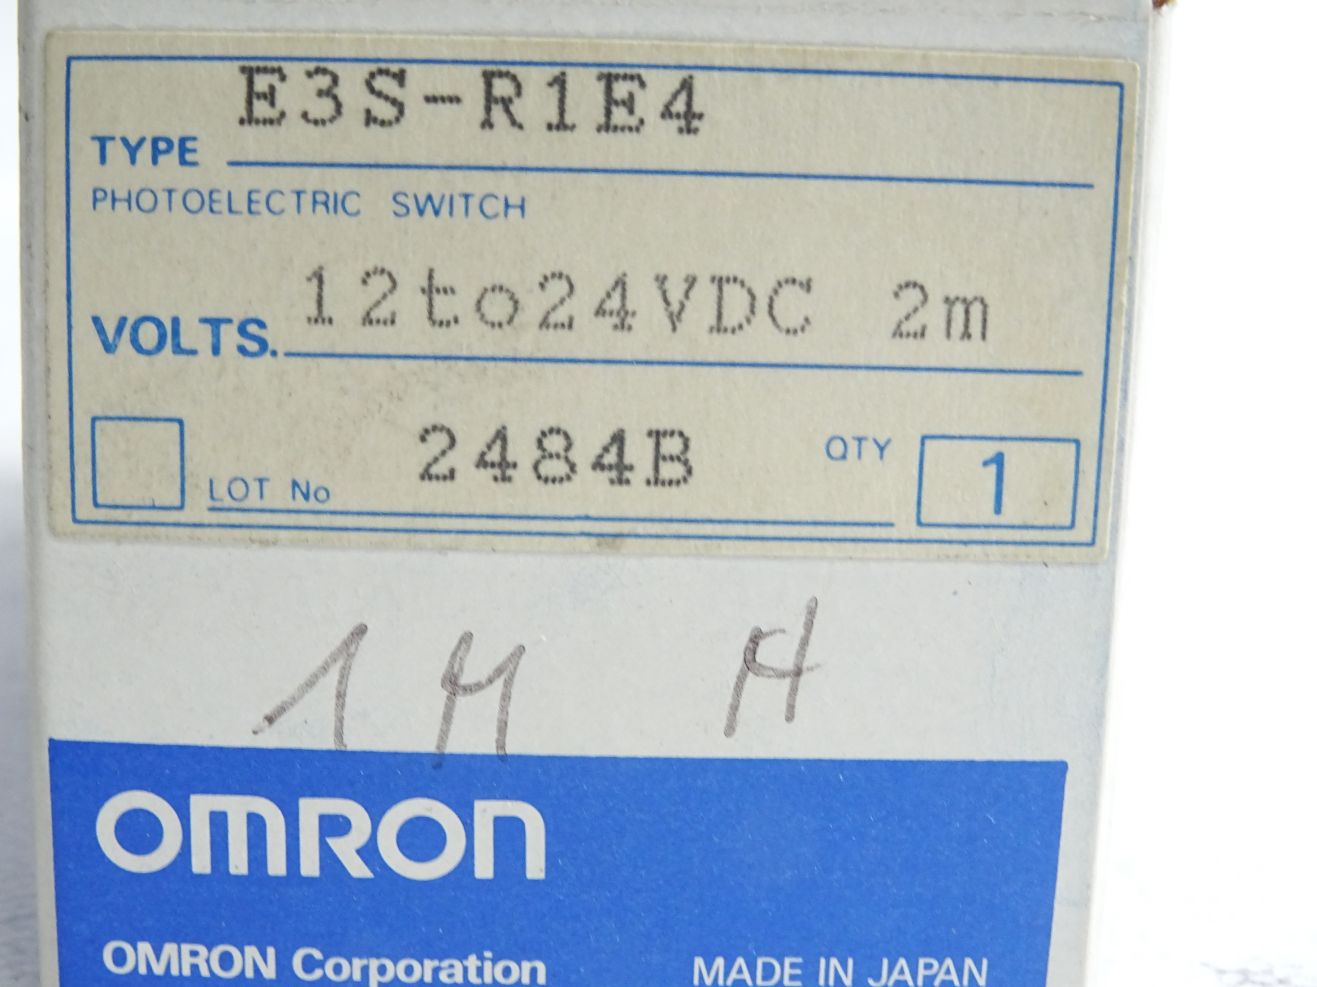 E3S-R1E4
TYPE
PHOTOELECTRIC SWITCH
12to24VDC 2m
VOLTS.
LOT No 2484B QTY 1
OMRON
OMRON Corporation MADE IN JAPAN